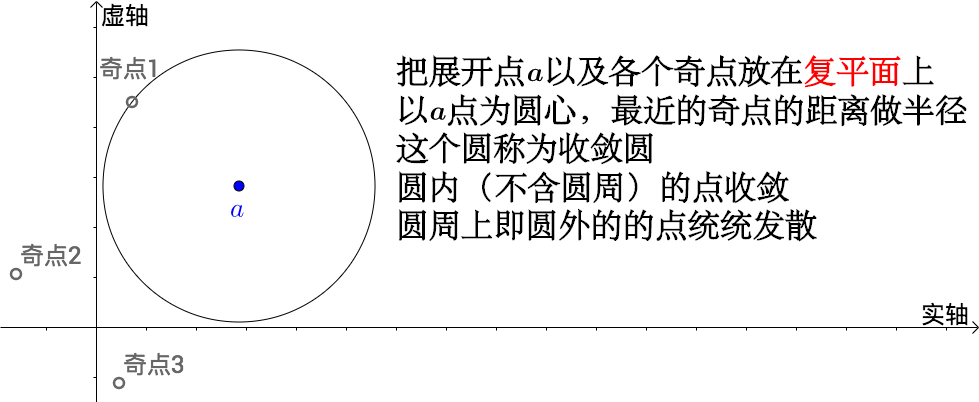 虚轴
奇点1
把展开点a以及各个奇点放在复平面上
以a点为圆心，最近的奇点的距离做半径
这个圆称为收敛圆
圆内（不含圆周）的点收敛
圆周上即圆外的的点统统发散
a
奇点2
实轴
奇点3